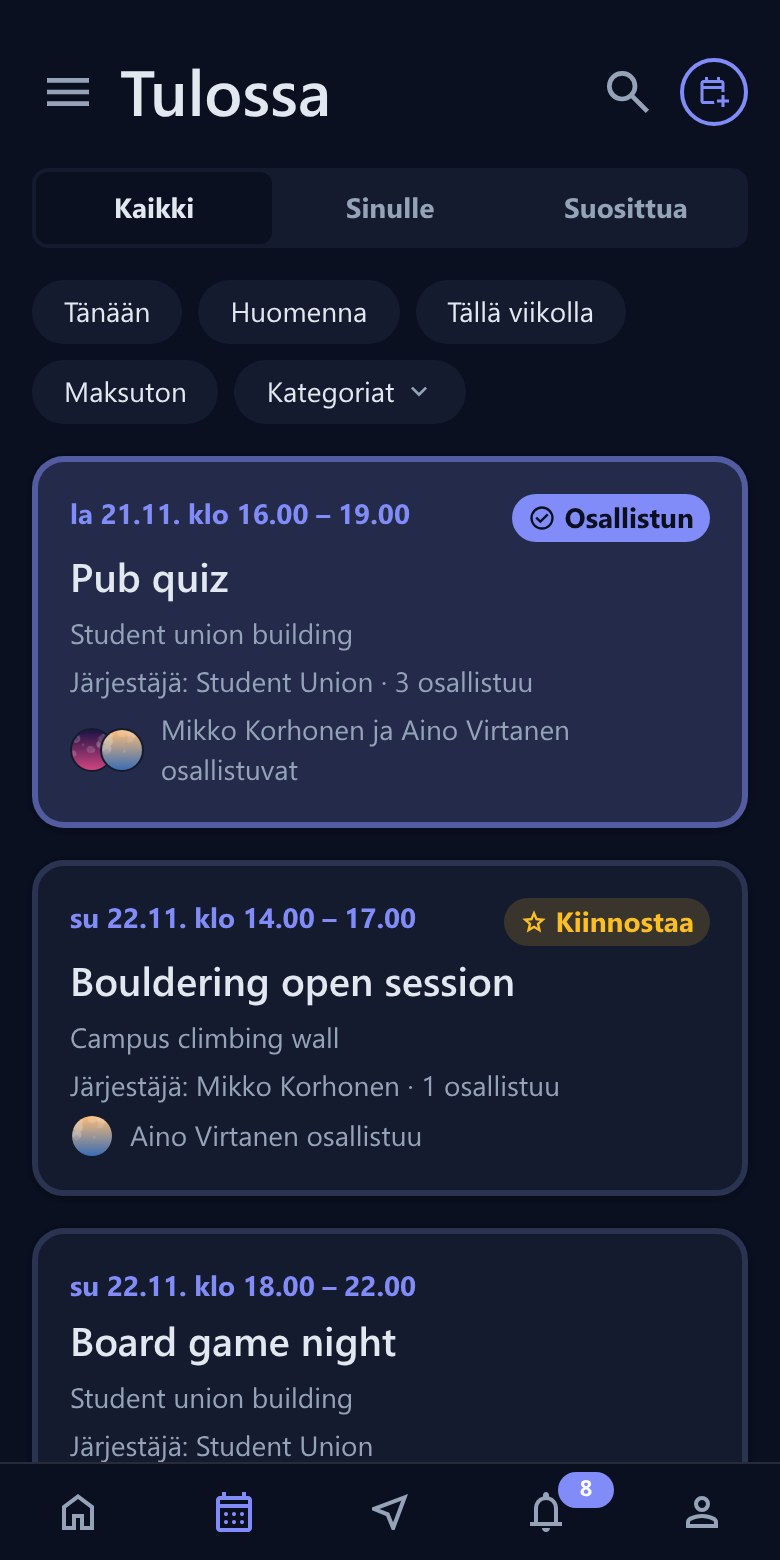 Tulossa
Kaikki
Sinulle
Suosittua
Tänään
Huomenna
Tällä viikolla
Maksuton
Kategoriat
la 21.11. klo 16.00 – 19.00
Osallistun
Pub quiz
Student union building
Järjestäjä: Student Union · 3 osallistuu
Mikko Korhonen ja Aino Virtanen
osallistuvat
su 22.11. klo 14.00 – 17.00
Kiinnostaa
Bouldering open session
Campus climbing wall
Järjestäjä: Mikko Korhonen · 1 osallistuu
Aino Virtanen osallistuu
su 22.11. klo 18.00 – 22.00
Board game night
Student union building
Järjestäjä: Student Union
8